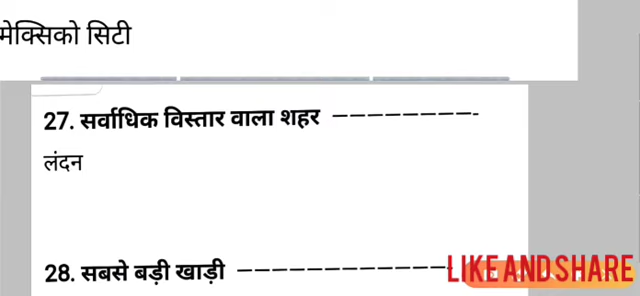 मेक्सिको सिटी
27. सर्वाधिक विस्तार वाला शहर ––––––––-
लंदन
28. सबसे बड़ी खाड़ी ––––––––––––-
LIKE AND SHARE